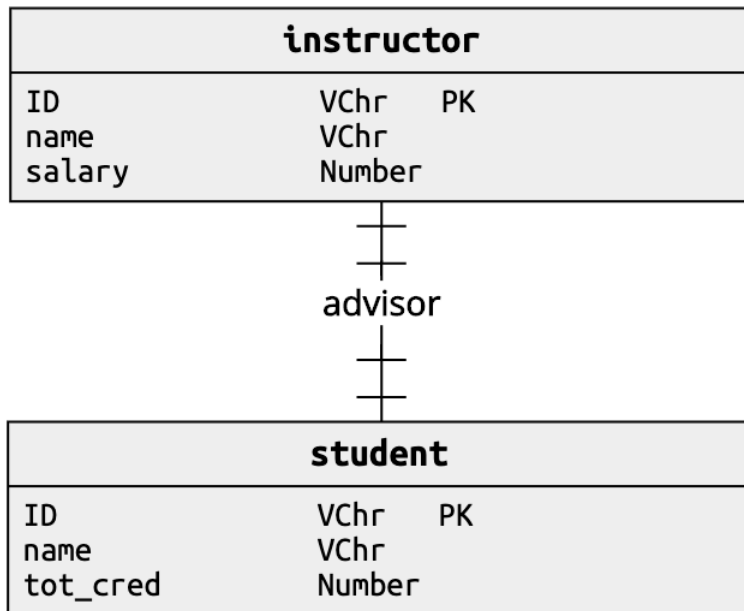 instructor
ID VChr PK
name VChr
salary Number
advisor
student
ID VChr PK
name VChr
tot_cred Number